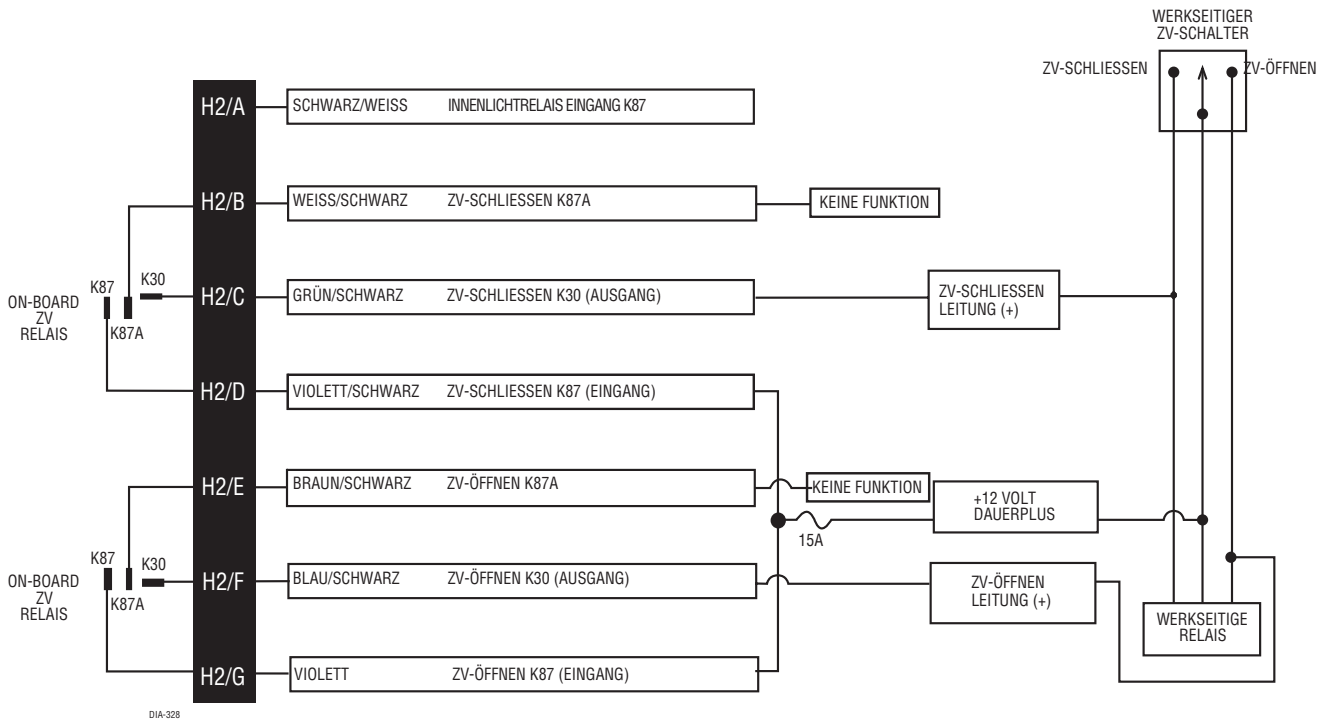 WERKSEITIGER
ZV-SCHALTER
ZV-SCHLIESSEN
ZV-ÖFFNEN
H2/A
SCHWARZ/WEISS INNENLICHTRELAIS EINGANG K87
H2/B
WEISS/SCHWARZ ZV-SCHLIESSEN K87A
KEINE FUNKTION
K87
K30
K87A
ON-BOARD
ZV
RELAIS
H2/C
GRÜN/SCHWARZ ZV-SCHLIESSEN K30 (AUSGANG)
ZV-SCHLIESSEN
LEITUNG (+)
H2/D
VIOLETT/SCHWARZ ZV-SCHLIESSEN K87 (EINGANG)
H2/E
BRAUN/SCHWARZ ZV-ÖFFNEN K87A
KEINE FUNKTION
15A
+12 VOLT
DAUERPLUS
K87
K30
K87A
ON-BOARD
ZV
RELAIS
H2/F
BLAU/SCHWARZ ZV-ÖFFNEN K30 (AUSGANG)
ZV-ÖFFNEN
LEITUNG (+)
WERKSEITIGE
RELAIS
H2/G
VIOLETT ZV-ÖFFNEN K87 (EINGANG)
DIA-328